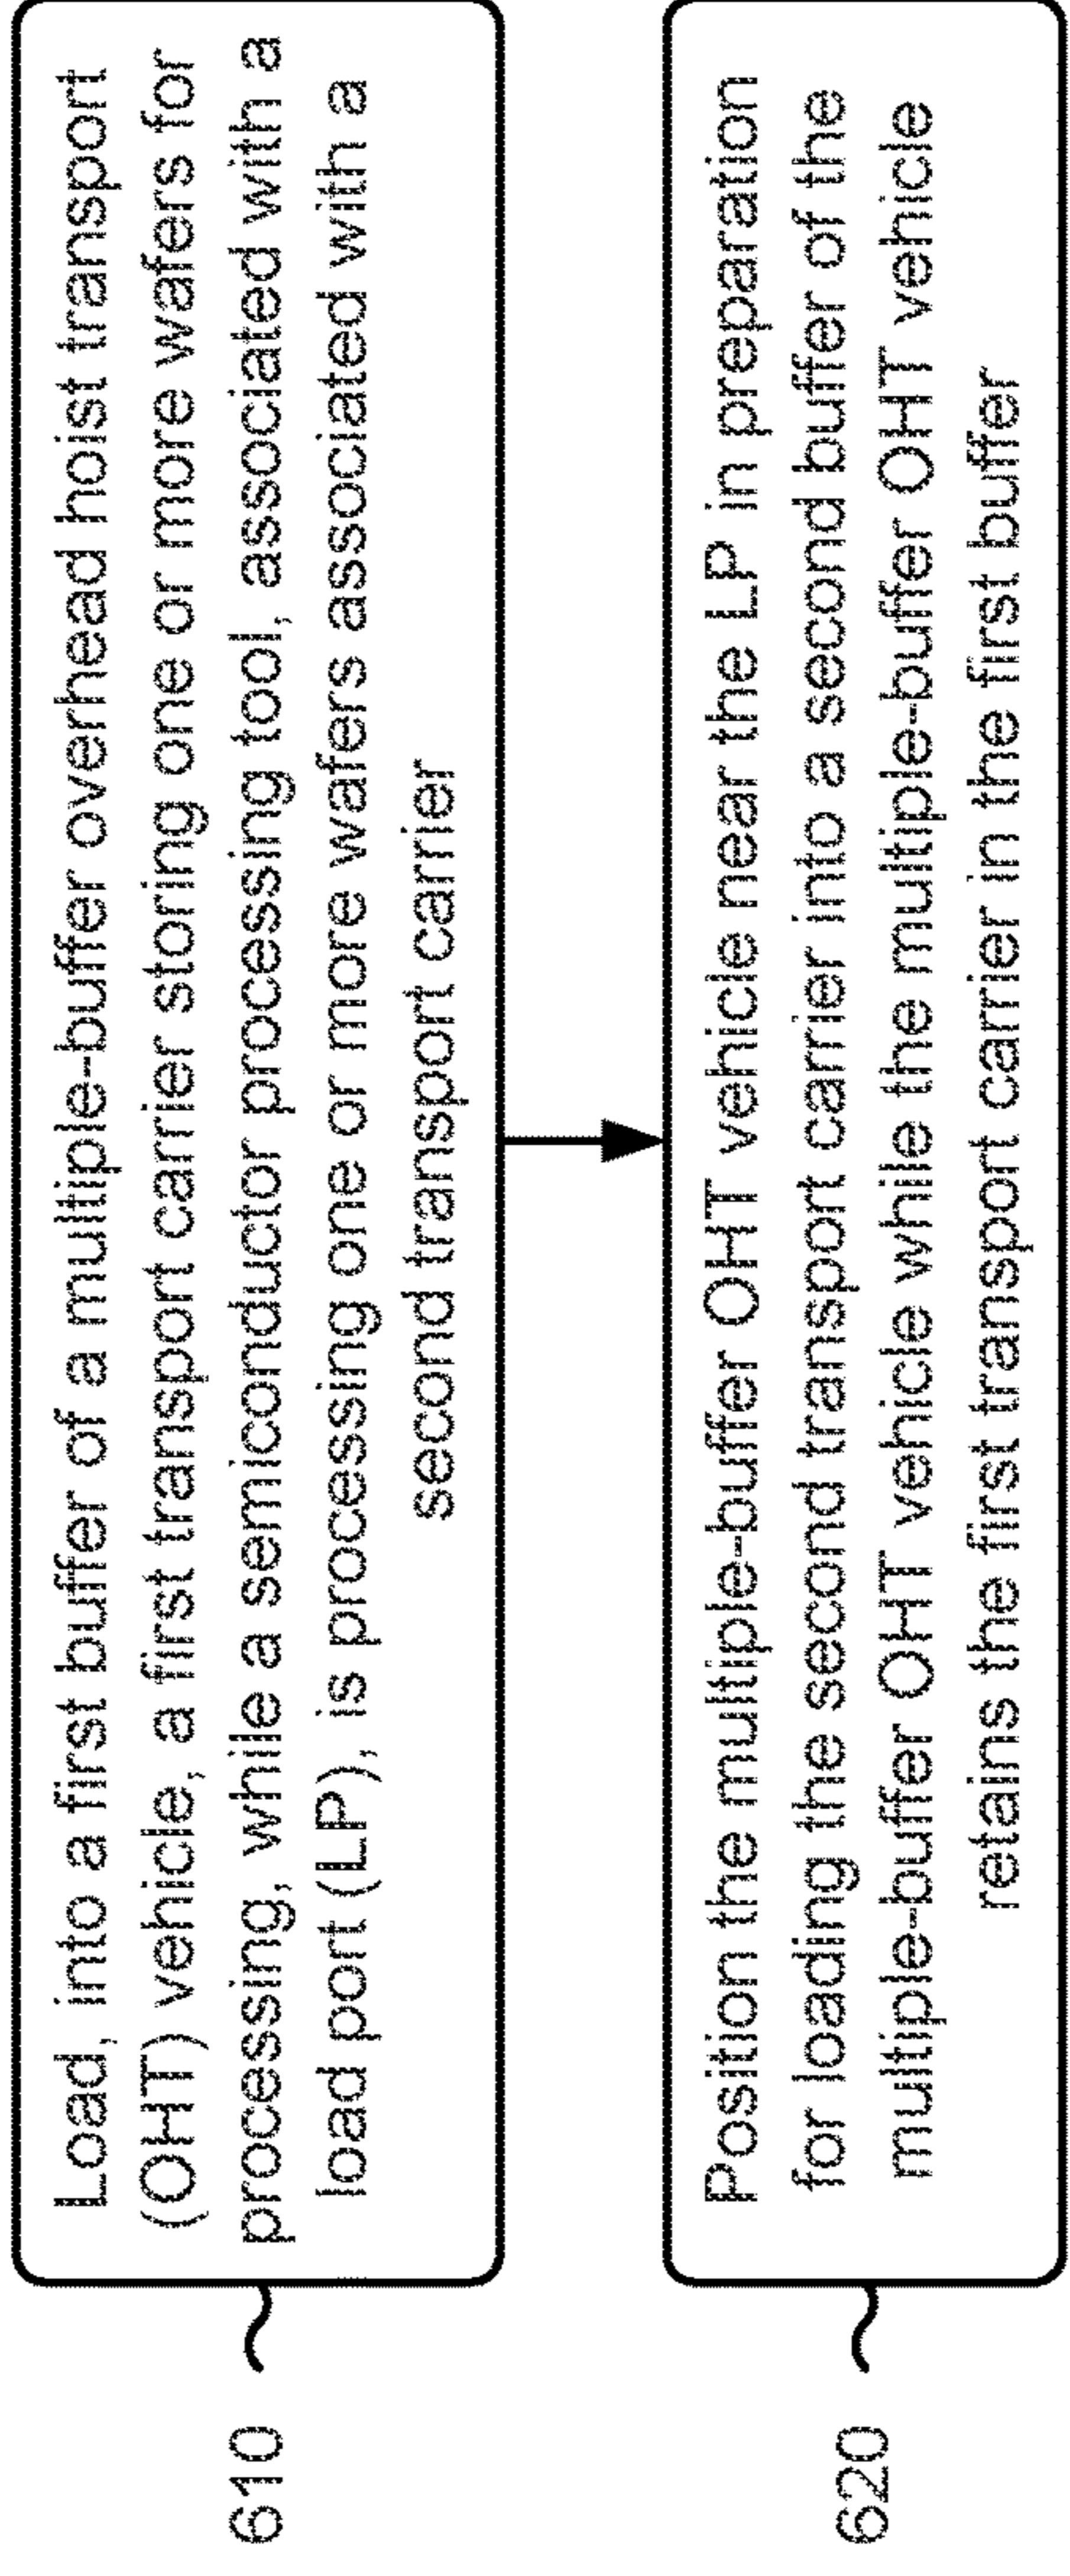 Load, into a first buffer of a multiple-buffer overhead hoist transport
(OHT) vehicle, a first transport carrier storing one or more wafers for
processing, while a semiconductor processing tool, associated with a
load port (LP), is processing one or more wafers associated with a
second transport carrier
610
Position the multiple-buffer OHT vehicle near the LP in preparation
for loading the second transport carrier into a second buffer of the
multiple-buffer OHT vehicle while the multiple-buffer OHT vehicle
retains the first transport carrier in the first buffer
620